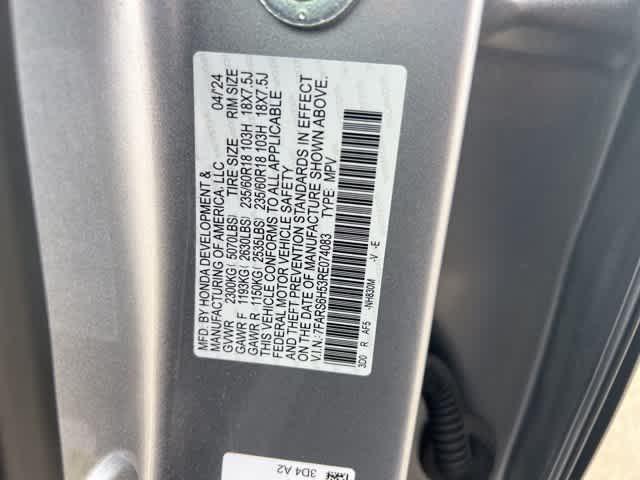 MFD. BY HONDA DEVELOPMENT &
MANUFACTURING OF AMERICA, LLC 04/24
GVWR 2300KG( 5070LBS) TIRE SIZE RIM SIZE
GAWR F 1193KG( 2630LBS) 235/60R18 103H 18X7.5J
GAWR R 1150KG( 2535LBS) 235/60R18 103H 18X7.5J
THIS VEHICLE CONFORMS TO ALL APPLICABLE
FEDERAL MOTOR VEHICLE SAFETY
AND THEFT PREVENTION STANDARDS IN EFFECT
ON THE DATE OF MANUFACTURE SHOWN ABOVE.
V.I.N.:7FARS6H53RE074083 TYPE: MPV
3D0 R AF5 -NH830M -V -E
3D4 A2